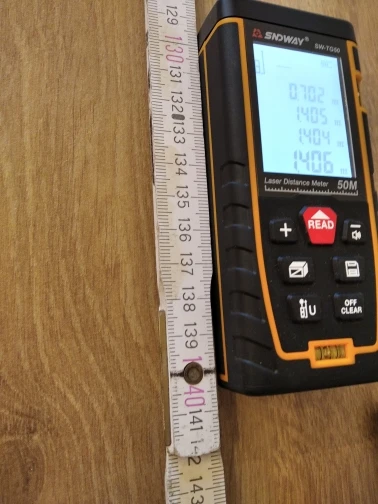 129
130
131
132
133
134
135
136
137
138
139
140
141
142
143
SNDWAY
SW-TG50
0.702 m
1.405 m
1.404 m
1.406 m
Laser Distance Meter 50M
+
READ
U
OFF
CLEAR